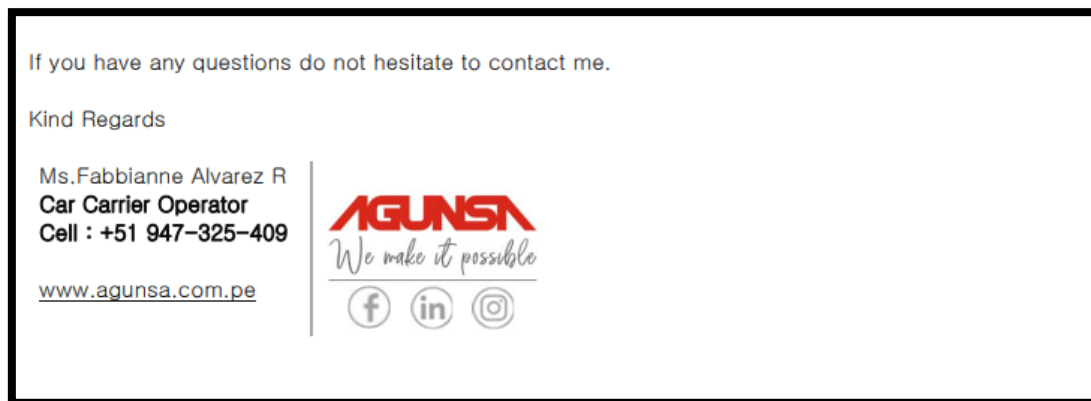 If you have any questions do not hesitate to contact me.
Kind Regards
Ms.Fabbianne Alvarez R
Car Carrier Operator
Cell : +51 947-325-409
www.agunsa.com.pe
AGUNSA
We make it possible
f in